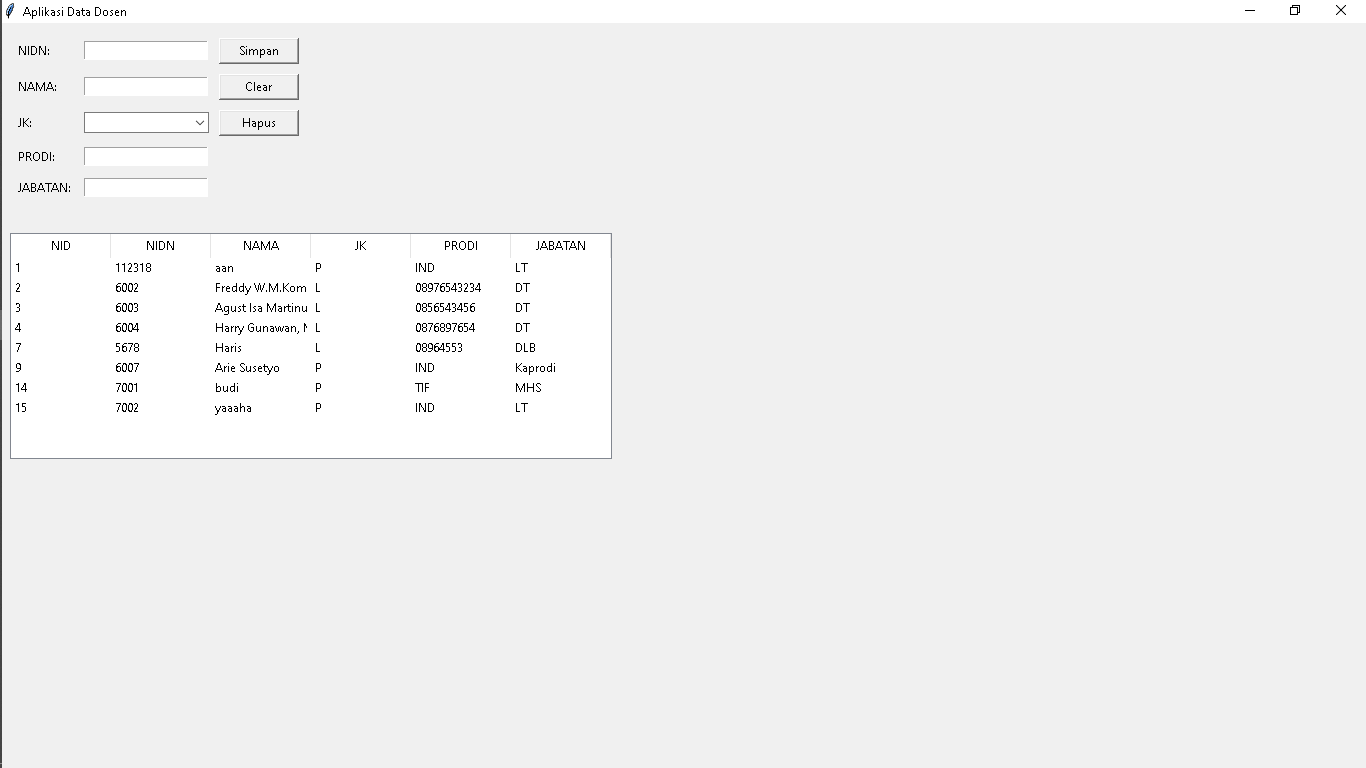 Aplikasi Data Dosen
NIDN: Simpan
NAMA: Clear
JK: Hapus
PRODI:
JABATAN:
NID NIDN NAMA JK PRODI JABATAN
1 112318 aan P IND LT
2 6002 Freddy W.M.Kom L 08976543234 DT
3 6003 Agust Isa Martinu L 0856543456 DT
4 6004 Harry Gunawan, L 0876897654 DT
7 5678 Haris L 08964553 DLB
9 6007 Arie Susetyo P IND Kaprodi
14 7001 budi P TIF MHS
15 7002 yaaaha P IND LT